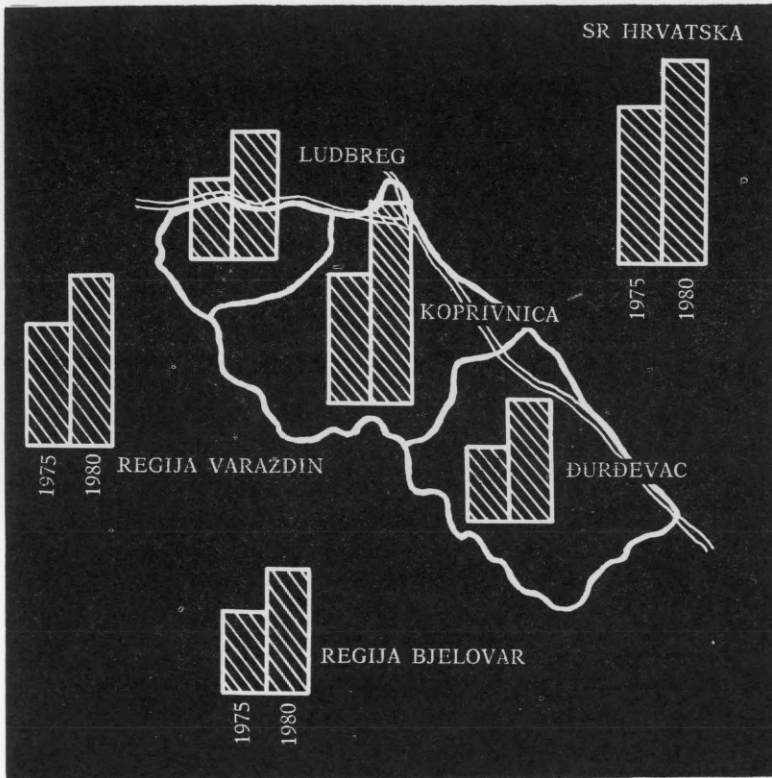 SR HRVATSKA
LUDBREG
1975 1980
KOPRIVNICA
1975 1980
REGIJA VARAŽDIN
ĐURĐEVAC
REGIJA BJELOVAR
1975 1980